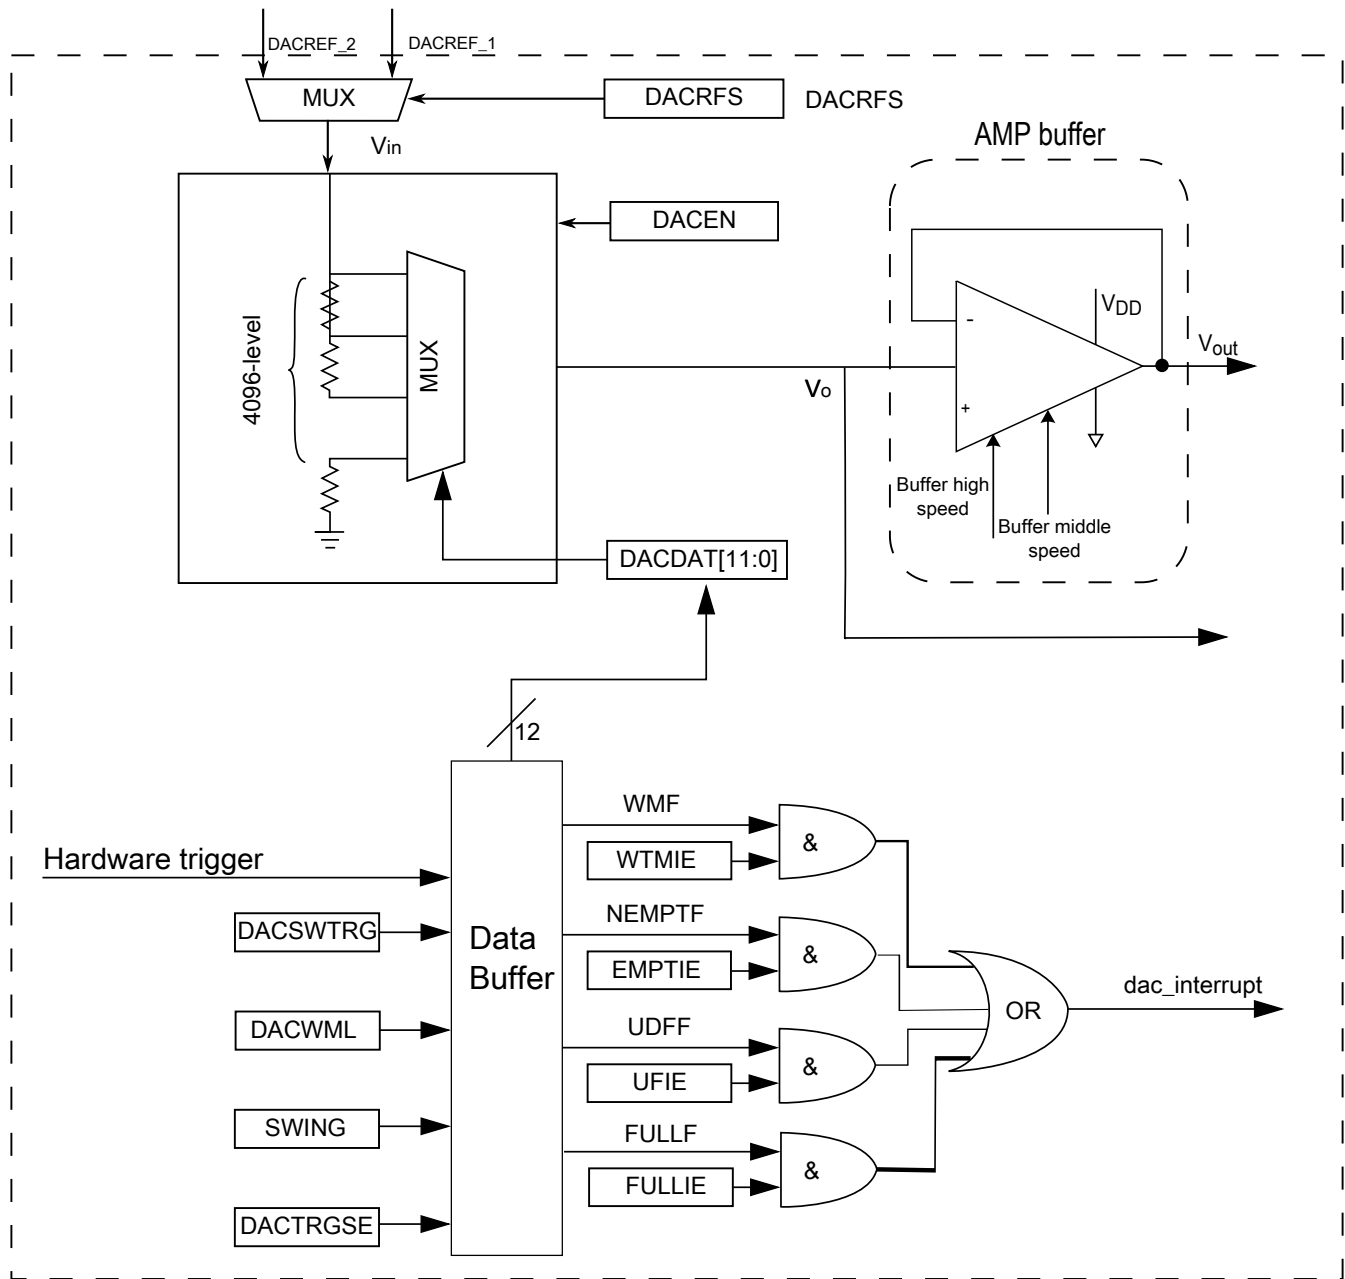 DACREF_2
DACREF_1
MUX
DACRFS
DACRFS
Vin
AMP buffer
DACEN
4096-level
MUX
-
+
VDD
Vout
Vo
Buffer high
speed
Buffer middle
speed
DACDAT[11:0]
12
Hardware trigger
DACSWTRG
DACWML
SWING
DACTRGSE
Data
Buffer
WMF
WTMIE
&
NEMPTF
EMPTIE
&
UDFF
UFIE
&
FULLF
FULLIE
&
OR
dac_interrupt